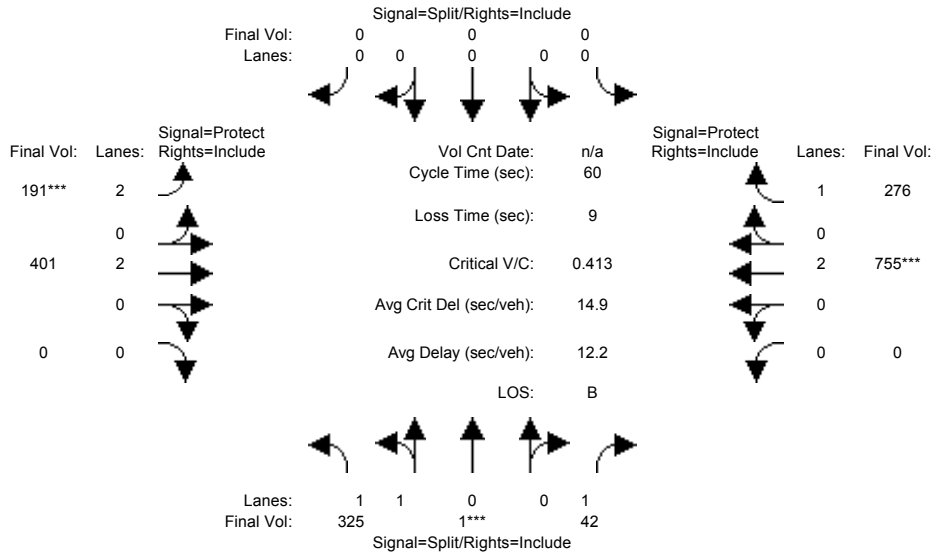 Signal=Split/Rights=Include
Final Vol: 0 0 0
Lanes: 0 0 0 0 0
Signal=Protect Signal=Protect
Final Vol: Lanes: Rights=Include Vol Cnt Date: n/a Rights=Include Lanes: Final Vol:
Cycle Time (sec): 60
191*** 2 1 276
Loss Time (sec): 9
0 0
401 2 Critical V/C: 0.413 2 755***
0 Avg Crit Del (sec/veh): 14.9 0
0 0 Avg Delay (sec/veh): 12.2 0 0
LOS: B
Lanes: 1 1 0 0 1
Final Vol: 325 1*** 42
Signal=Split/Rights=Include